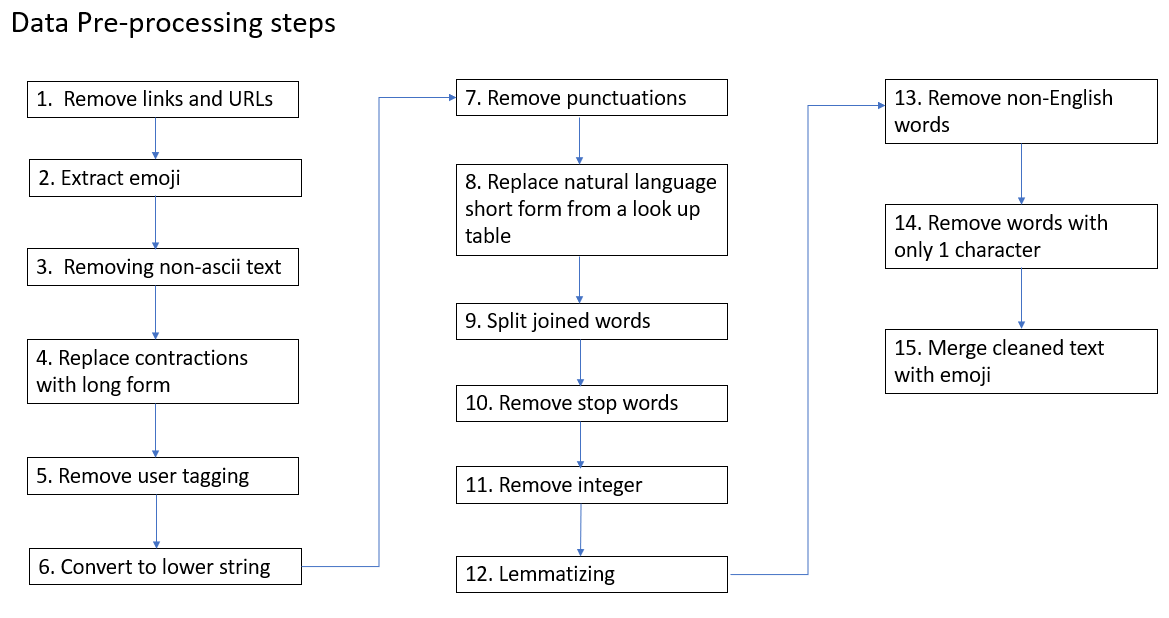 Data Pre-processing steps
1.  Remove links and URLs
2. Extract emoji
3.  Removing non-ascii text
4. Replace contractions
with long form
5. Remove user tagging
6. Convert to lower string
7. Remove punctuations
8. Replace natural language
short form from a look up
table
9. Split joined words
10. Remove stop words
11. Remove integer
12. Lemmatizing
13. Remove non-English
words
14. Remove words with
only 1 character
15. Merge cleaned text
with emoji